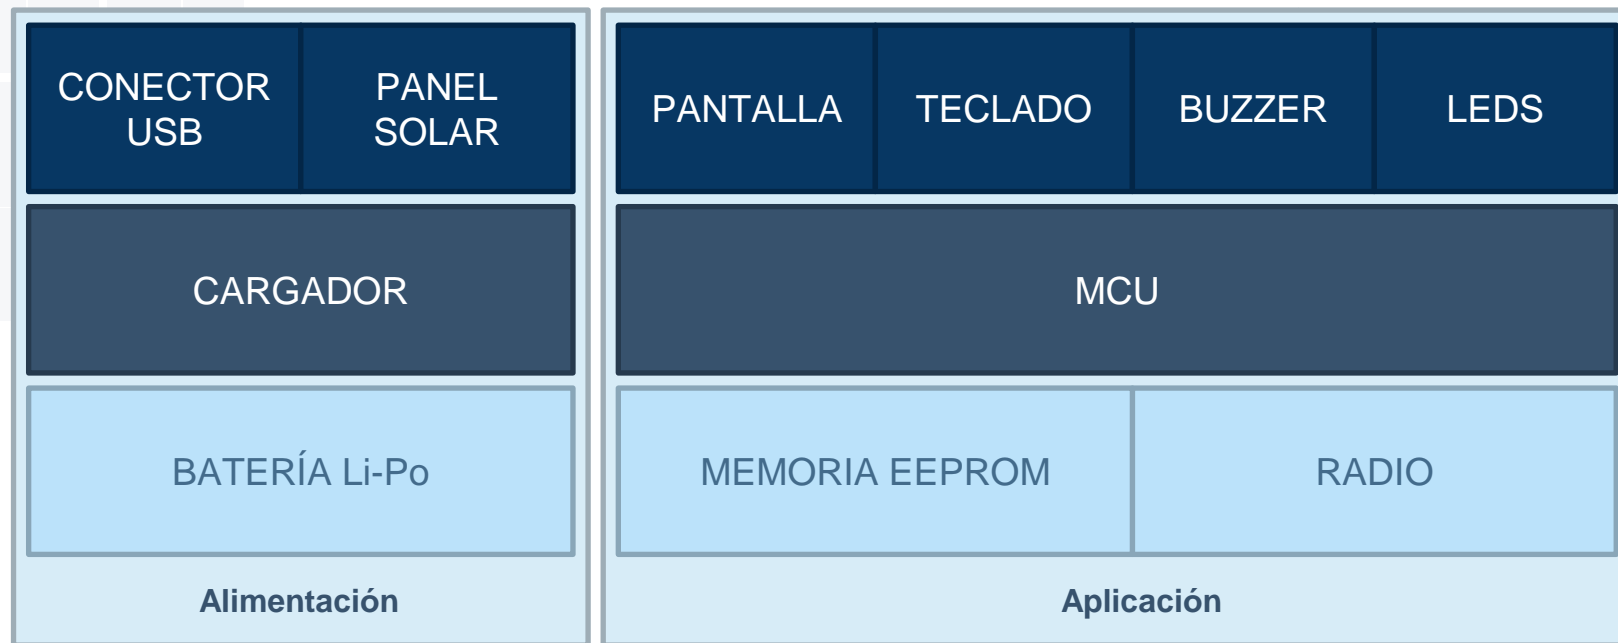 CONECTOR
USB
PANEL
SOLAR
CARGADOR
BATERÍA Li-Po
Alimentación
PANTALLA
TECLADO
BUZZER
LEDS
MCU
MEMORIA EEPROM
RADIO
Aplicación